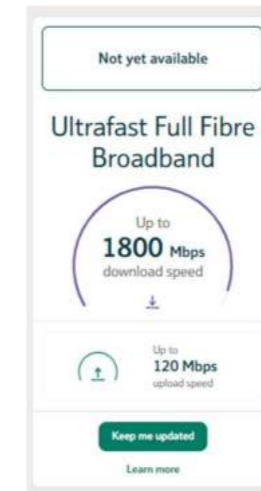 Not yet available
Ultrafast Full Fibre
Broadband
Up to
1800 Mbps
download speed
Up to
120 Mbps
upload speed
Keep me updated
Learn more